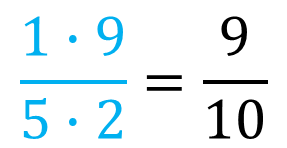 1 · 9 / 5 · 2 = 9 / 10